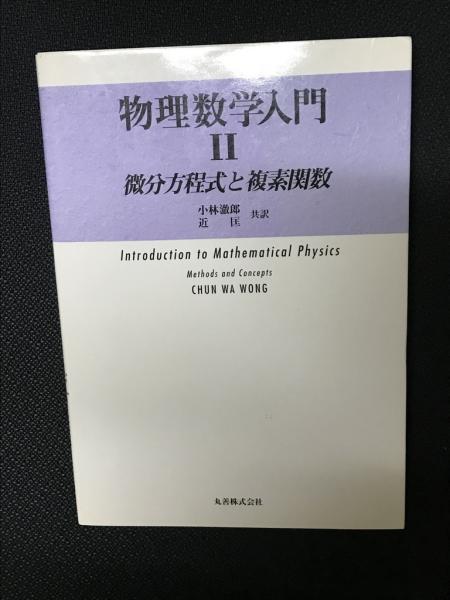 物理数学入門
II
微分方程式と複素関数
小林澈郎
近 匡 共訳
Introduction to Mathematical Physics
Methods and Concepts
CHUN WA WONG
丸善株式会社